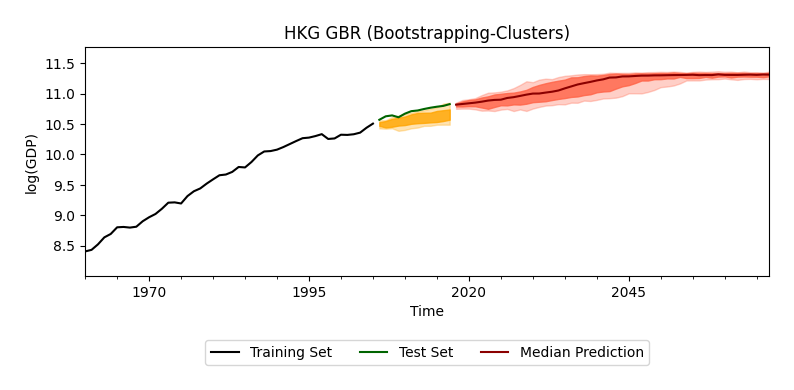 HKG GBR (Bootstrapping-Clusters)
11.5
11.0
10.5
10.0
9.5
9.0
8.5
log(GDP)
1970 1995 2020 2045
Time
Training Set Test Set Median Prediction